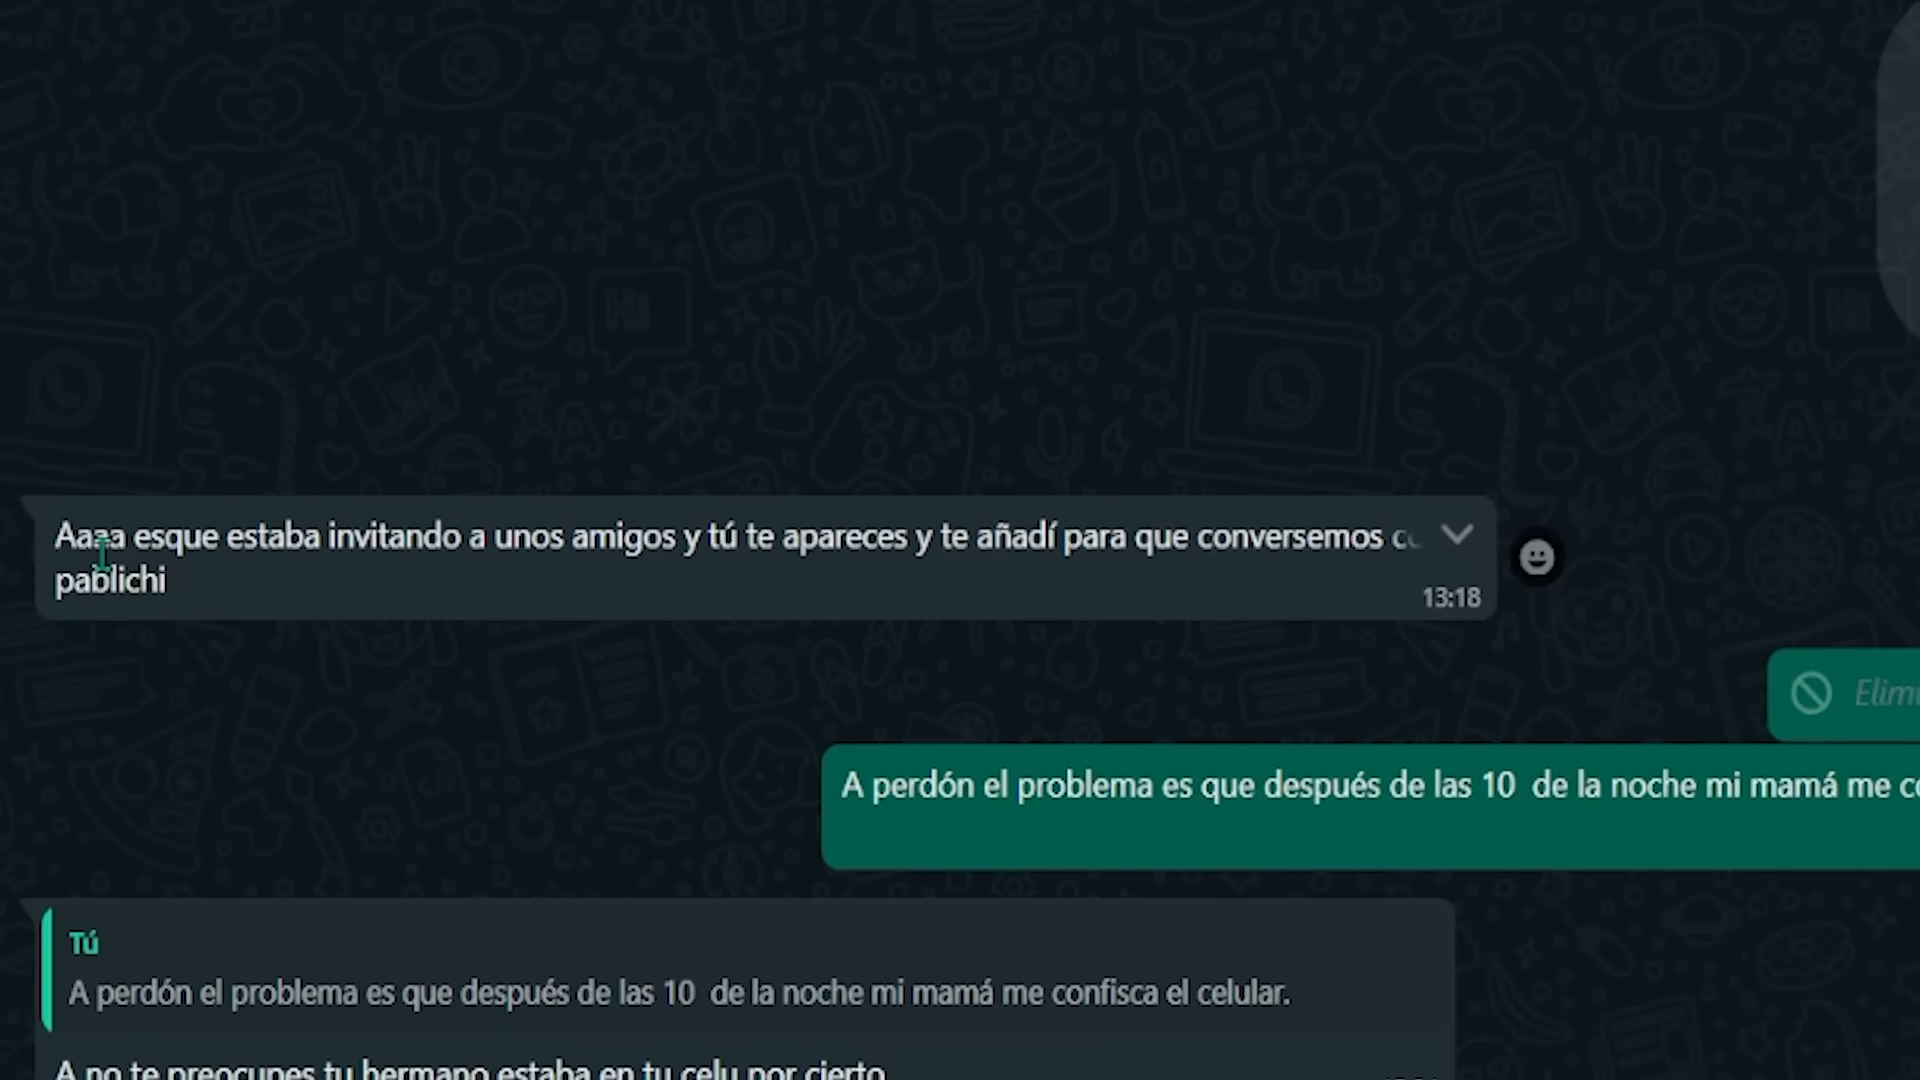 Aaaa esque estaba invitando a unos amigos y tú te apareces y te añadí para que conversemos
pablichi
13:18
A perdón el problema es que después de las 10  de la noche mi mamá me
Tú
A perdón el problema es que después de las 10  de la noche mi mamá me confisca el celular.
A no te preocupes tu hermano estaba en tu celu por cierto